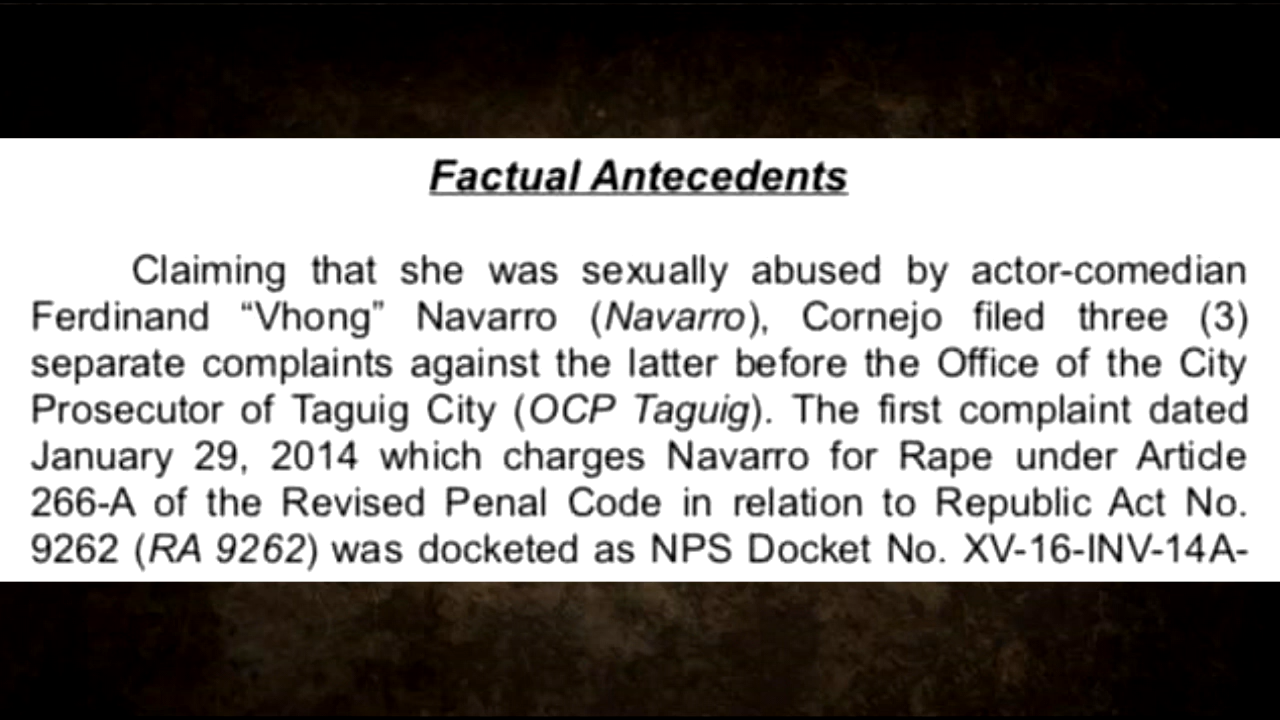 Factual Antecedents
Claiming that she was sexually abused by actor-comedian
Ferdinand “Vhong” Navarro (Navarro), Cornejo filed three (3)
separate complaints against the latter before the Office of the City
Prosecutor of Taguig City (OCP Taguig). The first complaint dated
January 29, 2014 which charges Navarro for Rape under Article
266-A of the Revised Penal Code in relation to Republic Act No.
9262 (RA 9262) was docketed as NPS Docket No. XV-16-INV-14A-